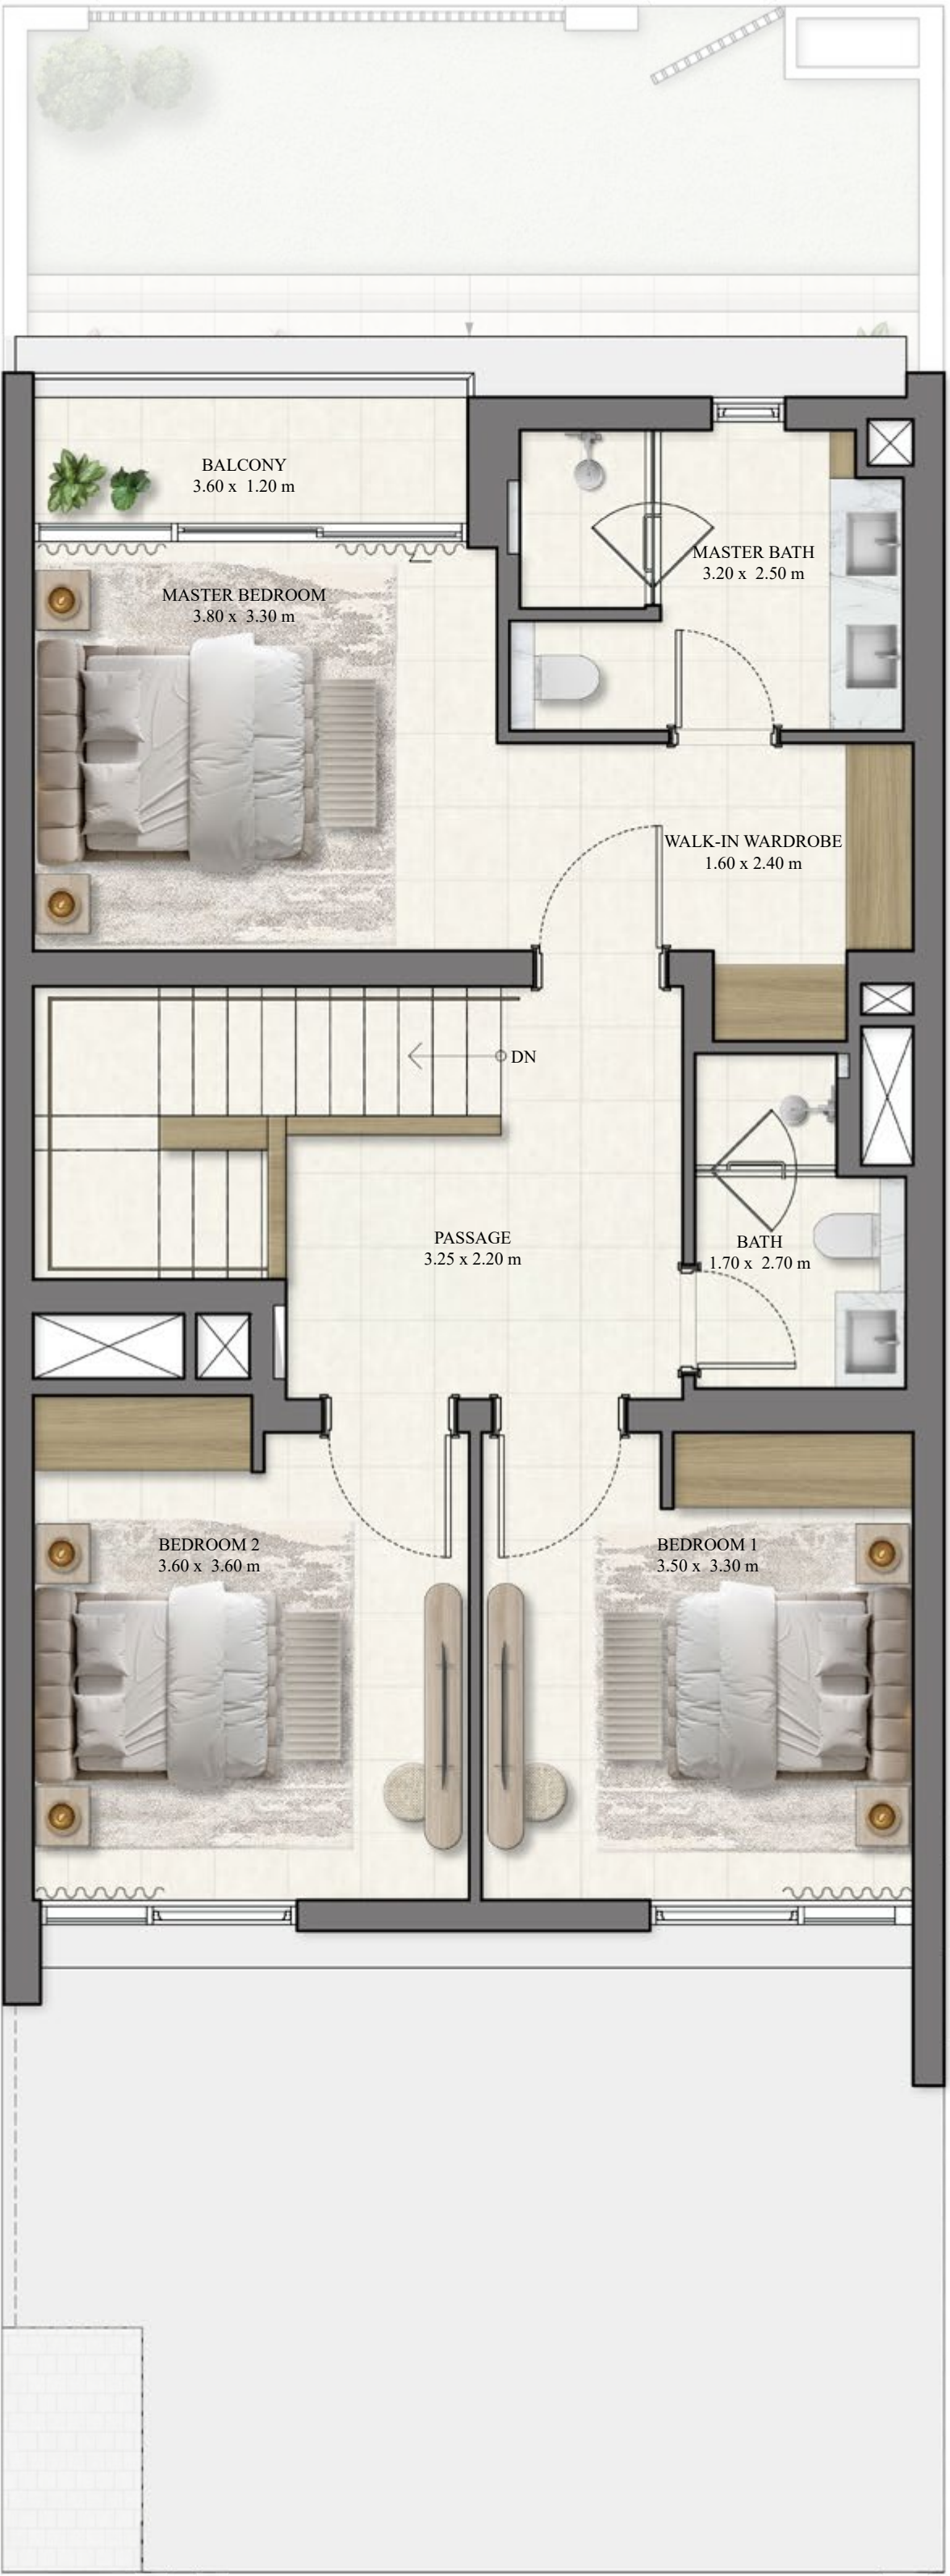 BALCONY
3.60 x 1.20 m
MASTER BATH
3.20 x 2.50 m
MASTER BEDROOM
3.80 x 3.30 m
WALK-IN WARDROBE
1.60 x 2.40 m
DN
PASSAGE
3.25 x 2.20 m
BATH
1.70 x 2.70 m
BEDROOM 2
3.60 x 3.60 m
BEDROOM 1
3.50 x 3.30 m